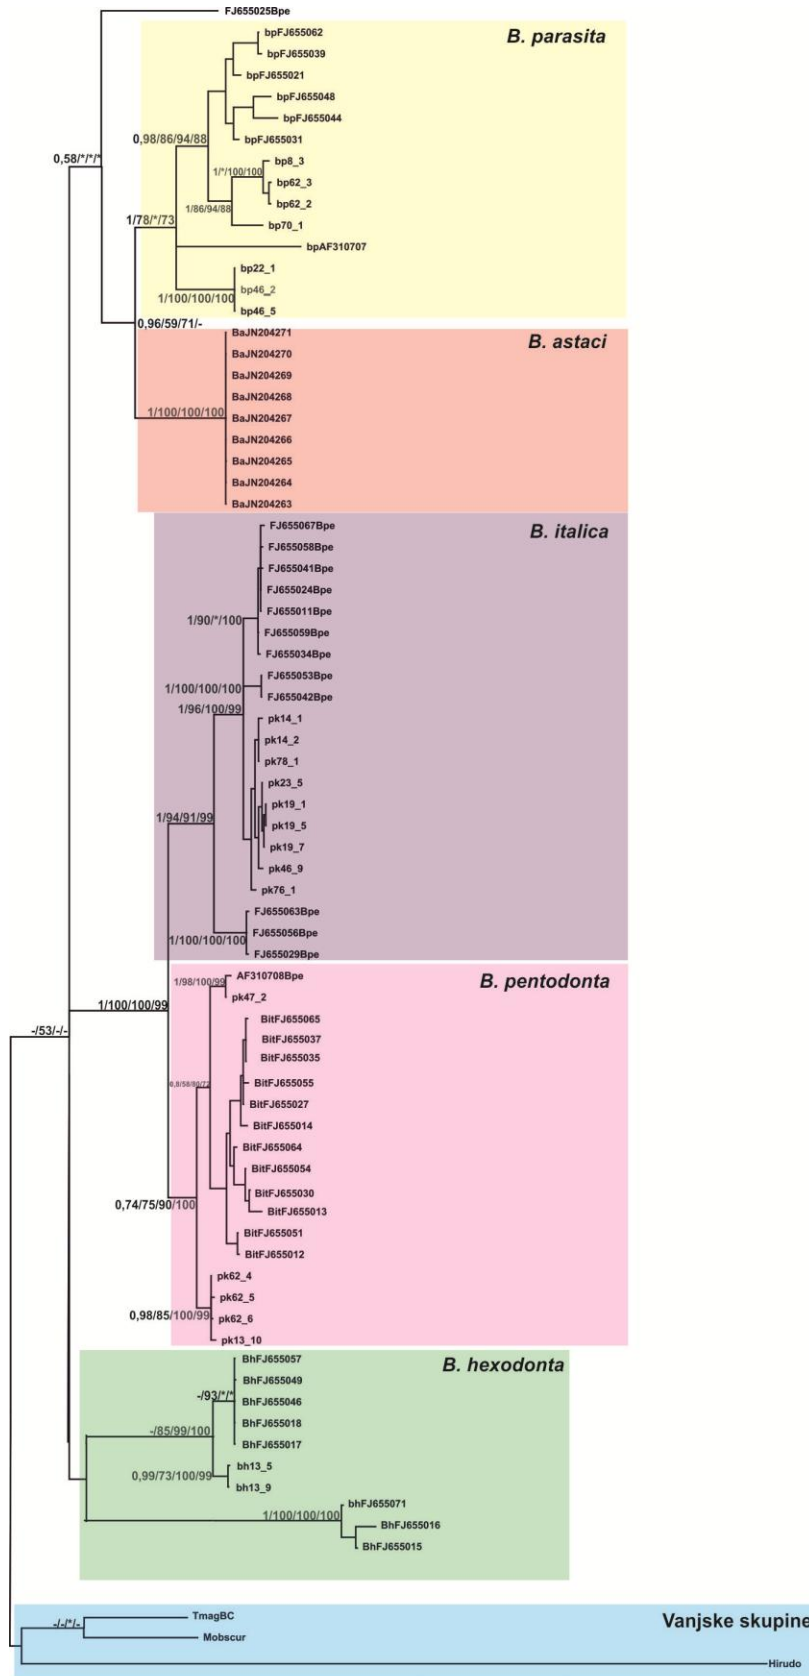 FJ655025Bpe
B. parasita
bpFJ655062
bpFJ655039
bpFJ655021
bpFJ655048
bpFJ655044
0,98/86/94/88
bpFJ655031
0,58/*/*/*
bp8_3
1/*/100/100
bp62_3
bp62_2
1/86/94/88
1/78/*/73
bp70_1
bpAF310707
bp22_1
bp46_2
1/100/100/100
bp46_5
0,96/59/71/-
B. astaci
BaJN204271
BaJN204270
BaJN204269
BaJN204268
1/100/100/100
BaJN204267
BaJN204266
BaJN204265
BaJN204264
BaJN204263
B. italica
FJ655067Bpe
FJ655058Bpe
FJ655041Bpe
FJ655024Bpe
FJ655011Bpe
1/90/*/100
FJ655059Bpe
FJ655034Bpe
FJ655053Bpe
1/100/100/100
FJ655042Bpe
1/96/100/99
pk14_1
pk14_2
pk78_1
pk23_5
pk19_1
1/94/91/99
pk19_5
pk19_7
pk46_9
pk76_1
FJ655063Bpe
FJ655056Bpe
1/100/100/100
FJ655029Bpe
B. pentodonta
AF310708Bpe
1/98/100/99
pk47_2
1/100/100/99
BitFJ655065
-/53/-/-
BitFJ655037
BitFJ655035
BitFJ655055
BitFJ655027
BitFJ655014
BitFJ655064
BitFJ655054
BitFJ655030
0,74/75/90/100
BitFJ655013
BitFJ655051
BitFJ655012
pk62_4
pk62_5
0,98/85/100/99
pk62_6
pk13_10
B. hexodonta
BhFJ655057
BhFJ655049
-/93/*/*
BhFJ655046
BhFJ655018
-/85/99/100
BhFJ655017
bh13_5
0,99/73/100/99
bh13_9
bhFJ655071
1/100/100/100
BhFJ655016
BhFJ655015
Vanjske skupine
TmagBC
-/-/*/-
Mobscur
Hirudo